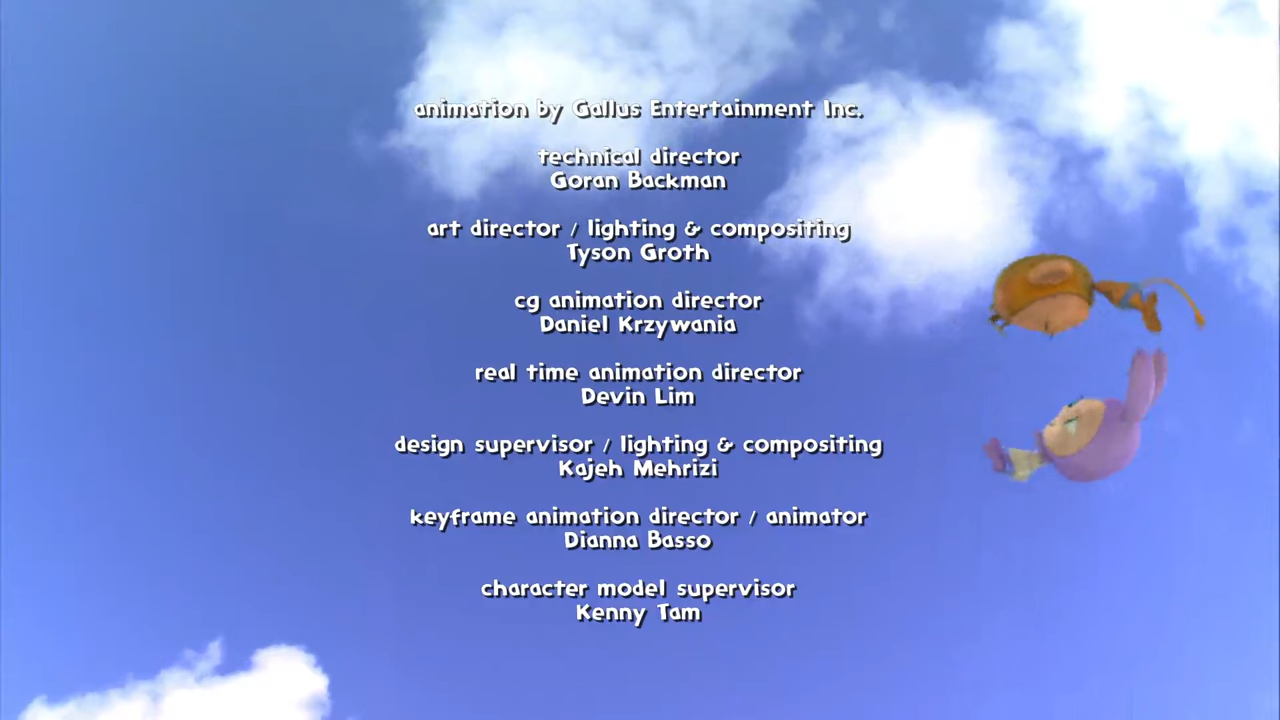 animation by Gallus Entertainment Inc.
technical director
Goran Backman
art director / lighting & compositing
Tyson Groth
cg animation director
Daniel Krzywania
real time animation director
Devin Lim
design supervisor / lighting & compositing
Kajeh Mehrizi
keyframe animation director / animator
Dianna Basso
character model supervisor
Kenny Tam